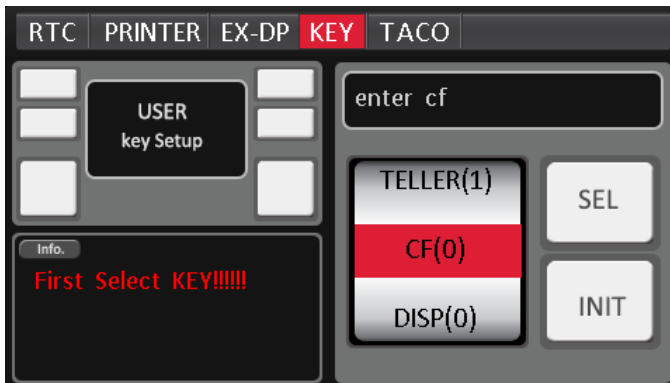 RTC PRINTER EX-DP KEY TACO
USER
key Setup
Info.
First Select KEY!!!!!!
enter cf
TELLER(1)
CF(0)
DISP(0)
SEL
INIT